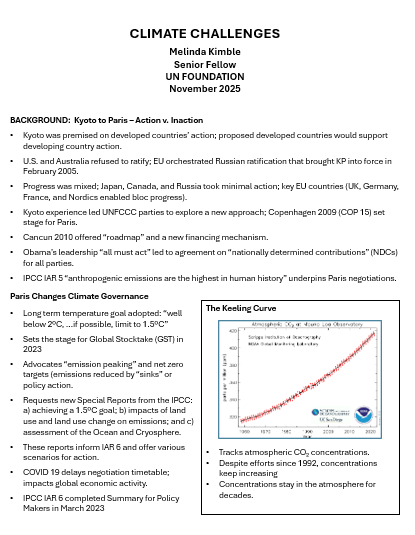 CLIMATE CHALLENGES
Melinda Kimble
Senior Fellow
UN FOUNDATION
November 2025
BACKGROUND: Kyoto to Paris – Action v. Inaction
• Kyoto was premised on developed countries' action; proposed developed countries would support
developing country action.
• U.S. and Australia refused to ratify; EU orchestrated Russian ratification that brought KP into force in
February 2005.
• Progress was mixed; Japan, Canada, and Russia took minimal action; key EU countries (UK, Germany,
France, and Nordics enabled bloc progress).
• Kyoto experience led UNFCCC parties to explore a new approach; Copenhagen 2009 (COP 15) set
stage for Paris.
• Cancun 2010 offered "roadmap" and a new financing mechanism.
• Obama's leadership "all must act" led to agreement on "nationally determined contributions" (NDCs)
for all parties.
• IPCC IAR 5 "anthropogenic emissions are the highest in human history" underpins Paris negotiations.
Paris Changes Climate Governance
• Long term temperature goal adopted: "well
below 2ºC, ...if possible, limit to 1.5ºC"
• Sets the stage for Global Stocktake (GST) in
2023
• Advocates "emission peaking" and net zero
targets (emissions reduced by "sinks" or
policy action.
• Requests new Special Reports from the IPCC:
a) achieving a 1.5ºC goal; b) impacts of land
use and land use change on emissions; and c)
assessment of the Ocean and Cryosphere.
• These reports inform IAR 6 and offer various
scenarios for action.
• COVID 19 delays negotiation timetable;
impacts global economic activity.
• IPCC IAR 6 completed Summary for Policy
Makers in March 2023
The Keeling Curve
Atmospheric CO₂ at Mauna Loa Observatory
Scripps Institution of Oceanography
NOAA Global Monitoring Laboratory
parts per million (ppm)
420
400
380
360
340
320
1960 1970 1980 1990 2000 2010 2020
UC San Diego
NOAA
• Tracks atmospheric CO₂ concentrations.
• Despite efforts since 1992, concentrations
keep increasing
• Concentrations stay in the atmosphere for
decades.